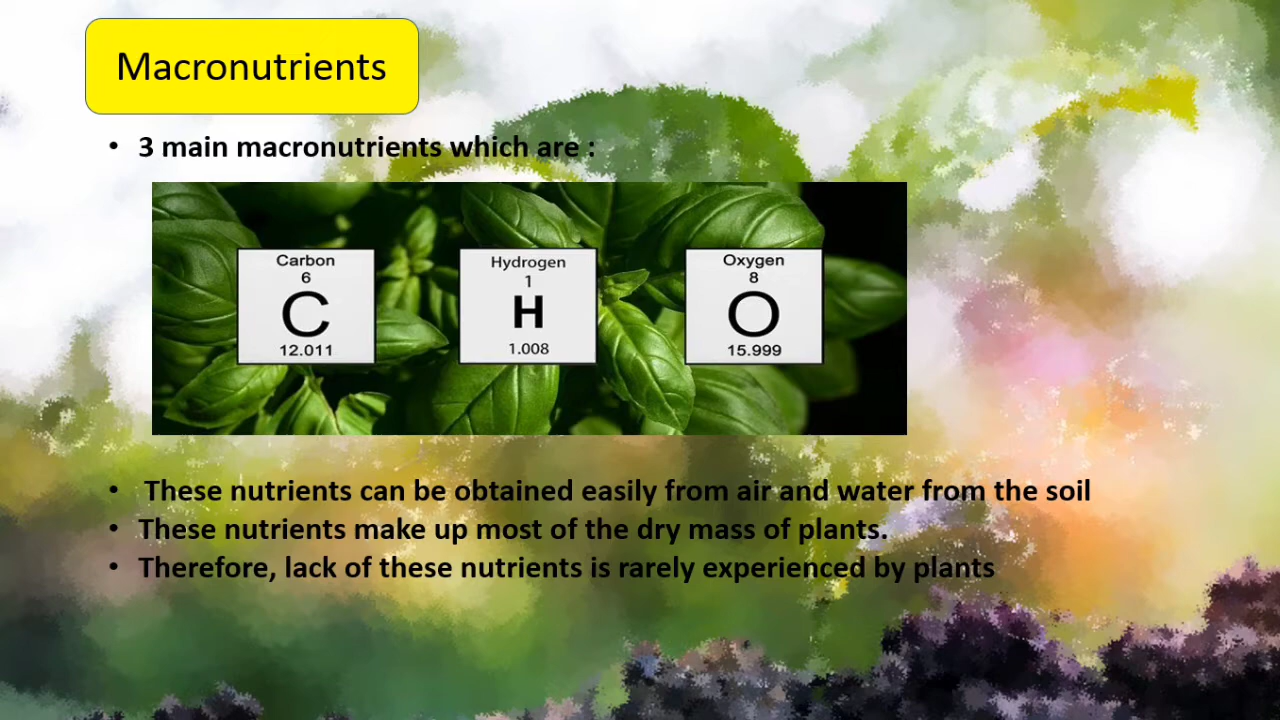 Macronutrients
• 3 main macronutrients which are :
Carbon
6
C
12.011
Hydrogen
1
H
1.008
Oxygen
8
O
15.999
• These nutrients can be obtained easily from air and water from the soil
• These nutrients make up most of the dry mass of plants.
• Therefore, lack of these nutrients is rarely experienced by plants